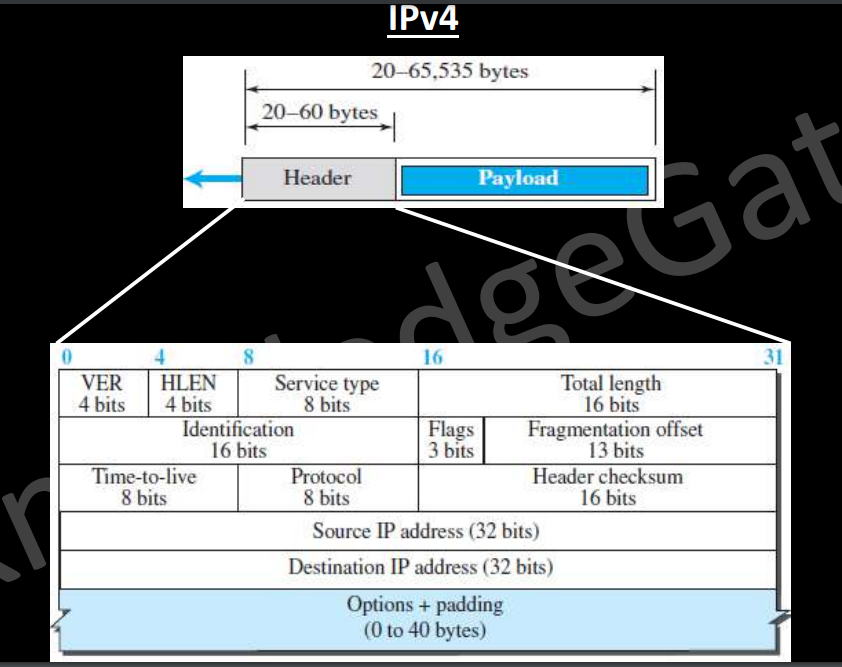 IPv4
20–65,535 bytes
20–60 bytes
Header Payload
0 4 8 16 31
VER HLEN Service type Total length
4 bits 4 bits 8 bits 16 bits
Identification Flags Fragmentation offset
16 bits 3 bits 13 bits
Time-to-live Protocol Header checksum
8 bits 8 bits 16 bits
Source IP address (32 bits)
Destination IP address (32 bits)
Options + padding
(0 to 40 bytes)